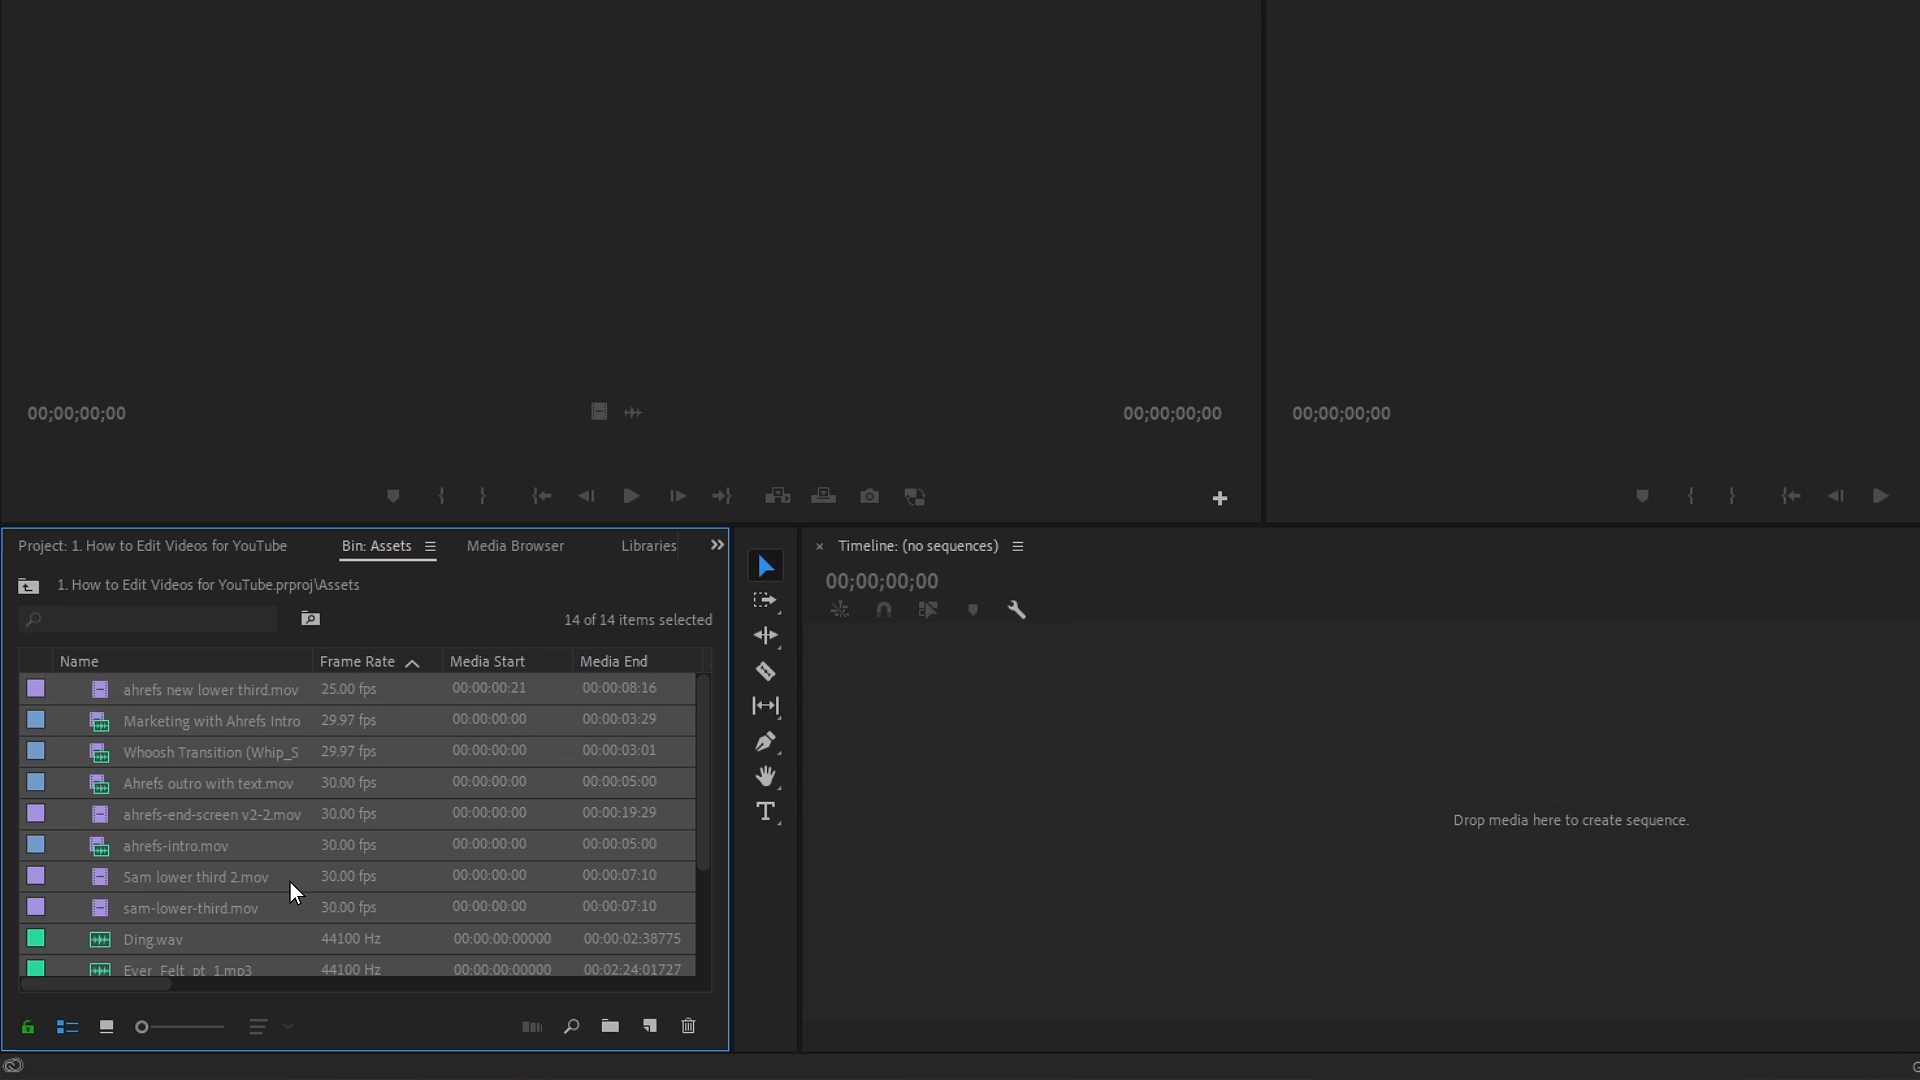 00;00;00;00
00;00;00;00
00;00;00;00
Project: 1. How to Edit Videos for YouTube
Bin: Assets
Media Browser
Libraries
1. How to Edit Videos for YouTube.prproj\Assets
14 of 14 items selected
Name Frame Rate Media Start Media End
ahrefs new lower third.mov 25.00 fps 00:00:00:21 00:00:08:16
Marketing with Ahrefs Intro 29.97 fps 00:00:00:00 00:00:03:29
Whoosh Transition (Whip_S 29.97 fps 00:00:00:00 00:00:03:01
Ahrefs outro with text.mov 30.00 fps 00:00:00:00 00:00:05:00
ahrefs-end-screen v2-2.mov 30.00 fps 00:00:00:00 00:00:19:29
ahrefs-intro.mov 30.00 fps 00:00:00:00 00:00:05:00
Sam lower third 2.mov 30.00 fps 00:00:00:00 00:00:07:10
sam-lower-third.mov 30.00 fps 00:00:00:00 00:00:07:10
Ding.wav 44100 Hz 00:00:00:00000 00:00:02:38775
Ever_Felt_pt_1.mp3 44100 Hz 00:00:00:00000 00:02:24:01727
Timeline: (no sequences)
00;00;00;00
Drop media here to create sequence.